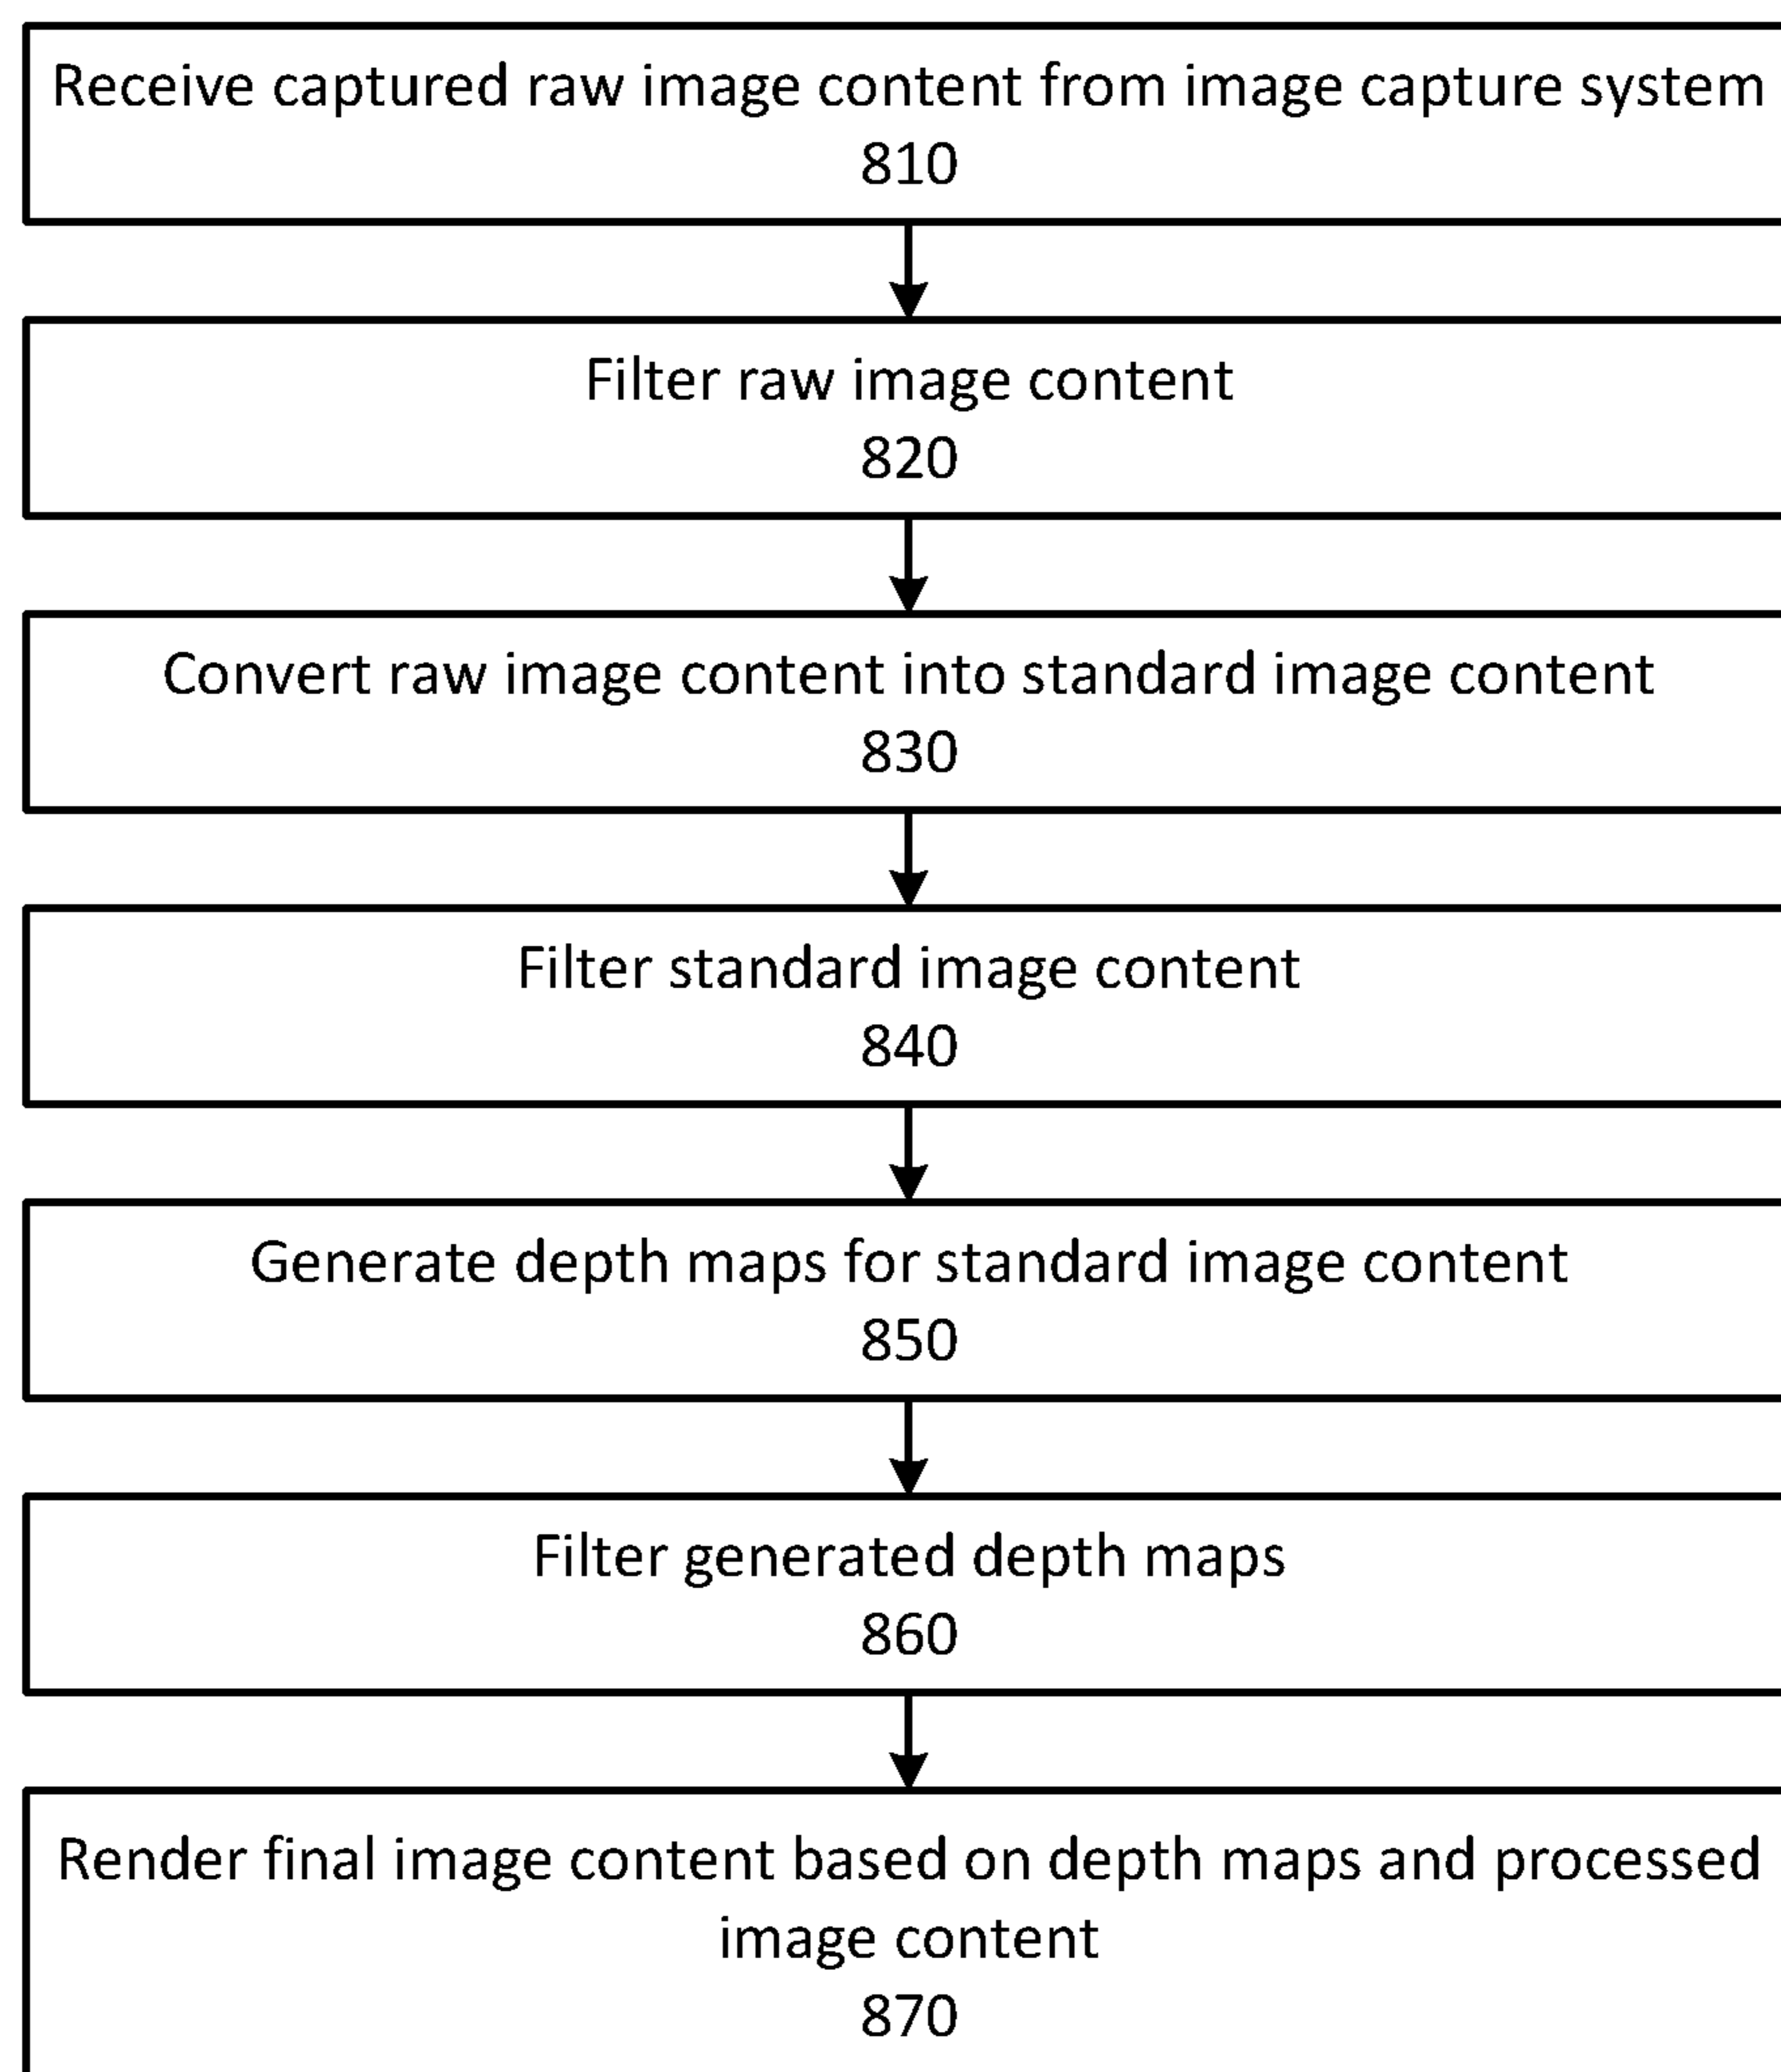 Receive captured raw image content from image capture system
810
Filter raw image content
820
Convert raw image content into standard image content
830
Filter standard image content
840
Generate depth maps for standard image content
850
Filter generated depth maps
860
Render final image content based on depth maps and processed
image content
870